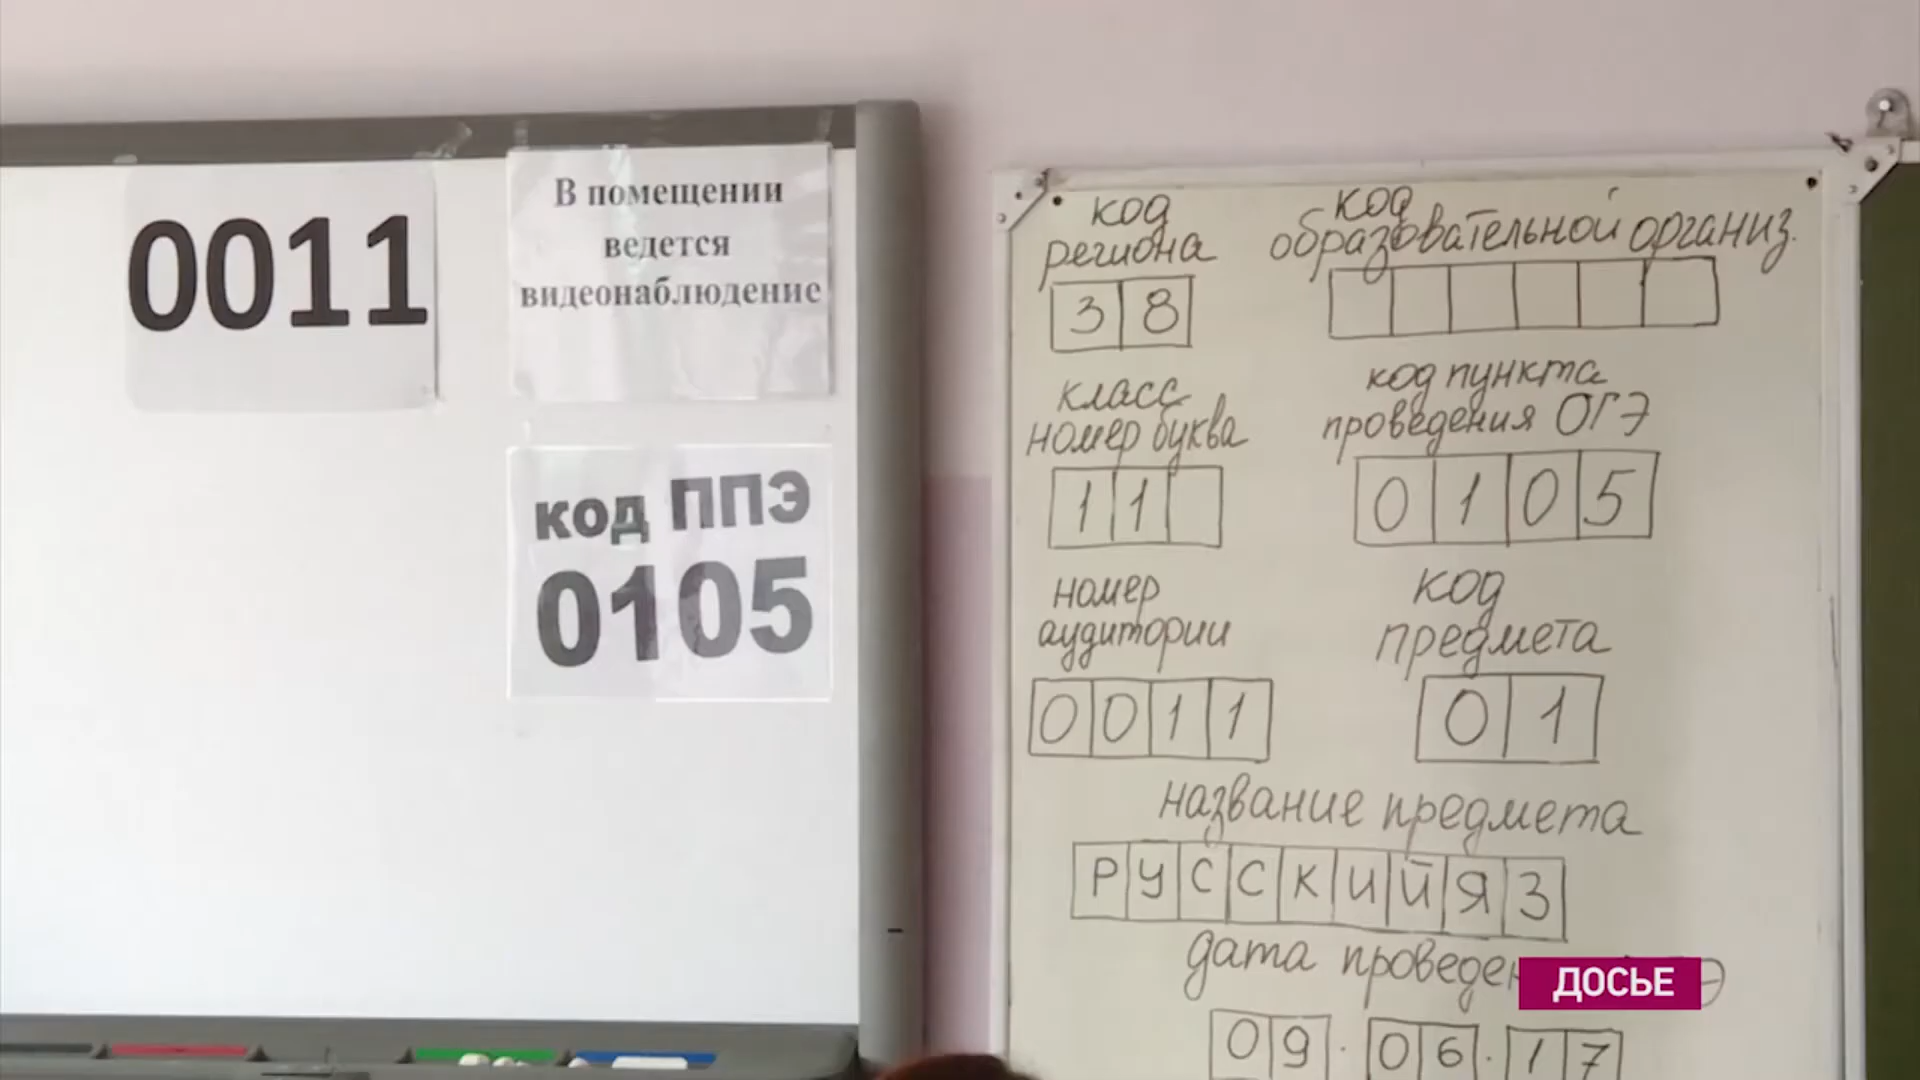 0011
В помещении
ведется
видеонаблюдение
код ППЭ
0105
код
региона
38
код
образовательной организ.
класс
номер буква
11
код пункта
проведения ОГЭ
0105
номер
аудитории
0011
код
предмета
01
название предмета
РУССКИЙЯЗ
дата
09.06.17
ДОСЬЕ